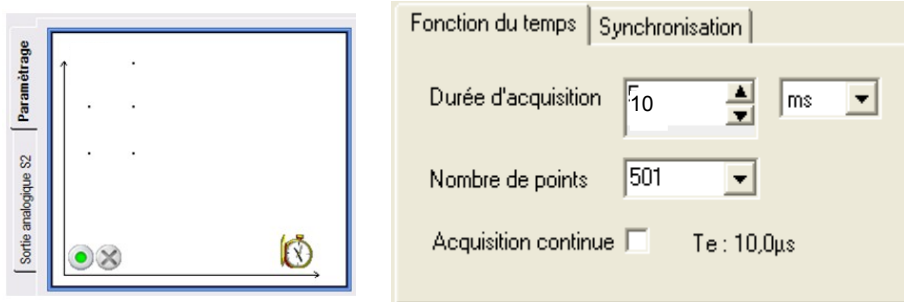 Paramétrage
Sortie analogique S2
Fonction du temps
Synchronisation
Durée d'acquisition 10 ms
Nombre de points 501
Acquisition continue Te : 10,0µs